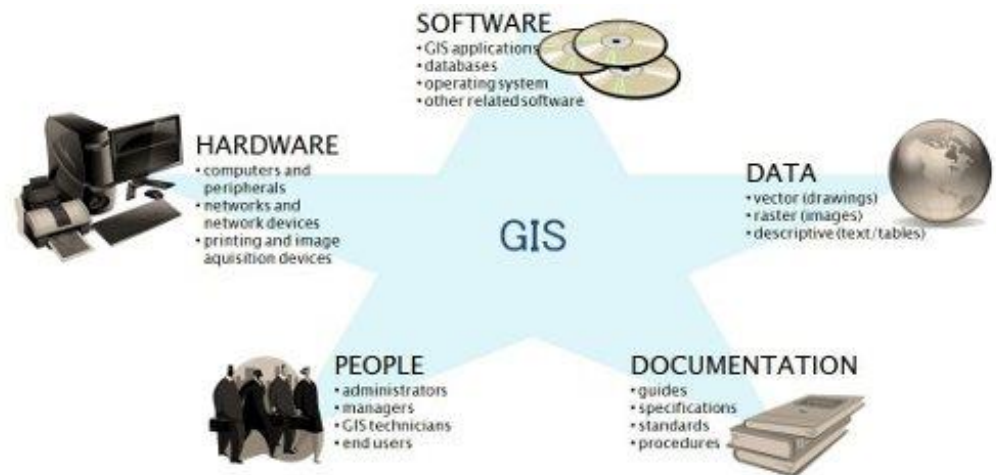 SOFTWARE
• GIS applications
• databases
• operating system
• other related software
HARDWARE
• computers and
peripherals
• networks and
network devices
• printing and image
aquisition devices
DATA
• vector (drawings)
• raster (images)
• descriptive (text/tables)
GIS
PEOPLE
• administrators
• managers
• GIS technicians
• end users
DOCUMENTATION
• guides
• specifications
• standards
• procedures